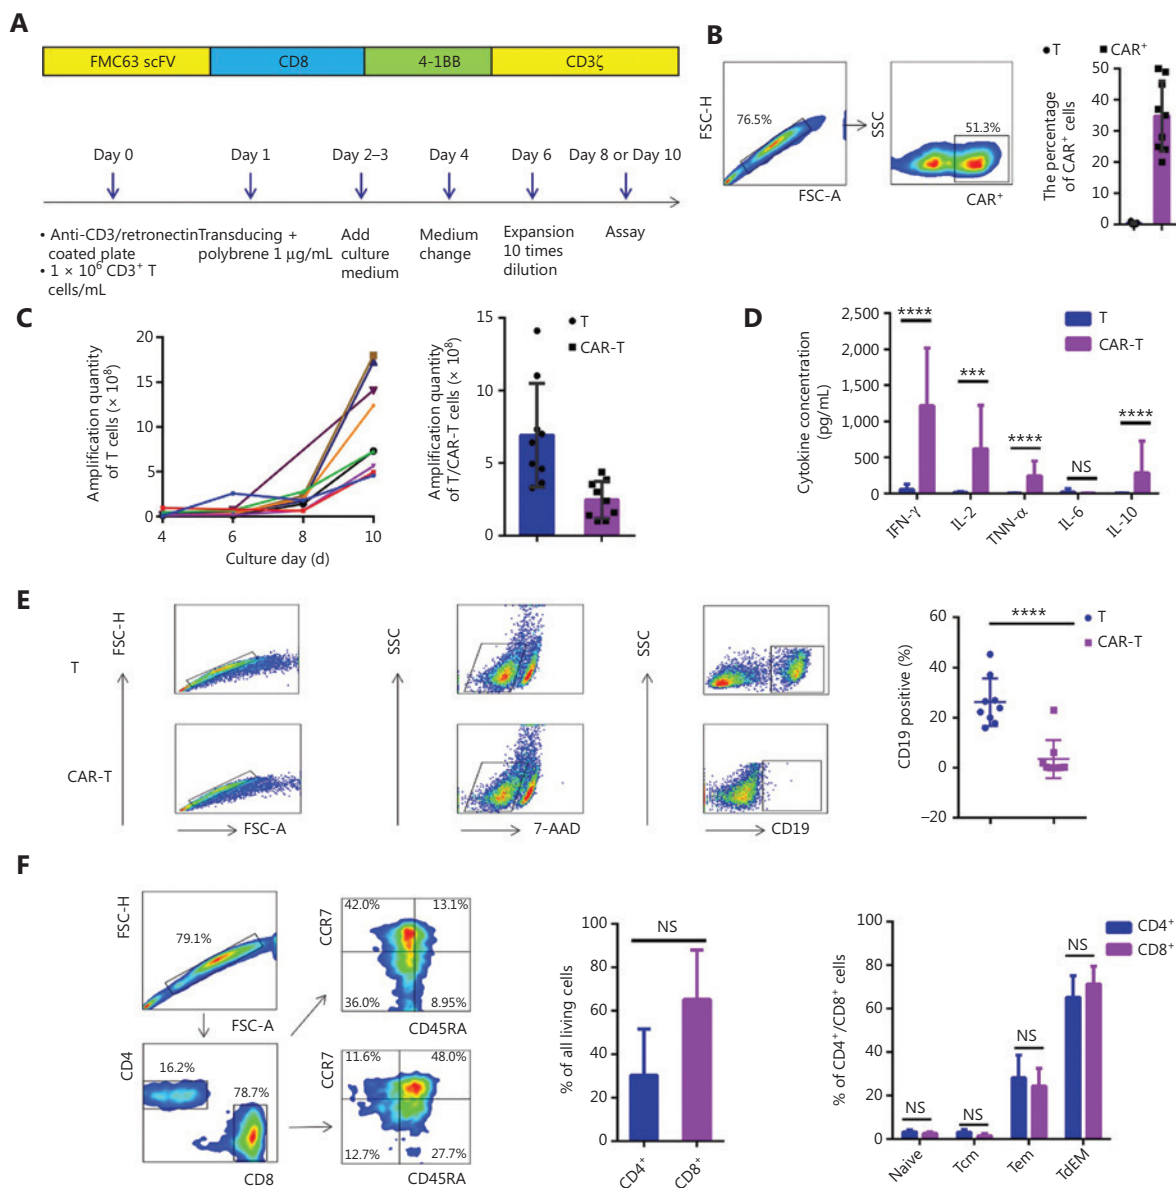 A
FMC63 scFV CD8 4-1BB CD3ζ
Day 0 Day 1 Day 2–3 Day 4 Day 6 Day 8 or Day 10
• Anti-CD3/retronectin
coated plate
• 1 × 10⁶ CD3⁺ T
cells/mL
Transducing +
polybrene 1 μg/mL
Add
culture
medium
Medium
change
Expansion
10 times
dilution
Assay
B
FSC-H
76.5%
FSC-A
SSC
51.3%
CAR⁺
T CAR⁺
The percentage
of CAR⁺ cells
50
40
30
20
10
0
C
Amplification quantity
of T cells (× 10⁸)
20
15
10
5
0
4 6 8 10
Culture day (d)
Amplification quantity
of T/CAR-T cells (× 10⁸)
15
10
5
0
T
CAR-T
D
Cytokine concentration
(pg/mL)
2,500
2,000
1,500
1,000
500
0
**** *** **** NS ****
T
CAR-T
IFN-γ IL-2 TNN-α IL-6 IL-10
E
T
CAR-T
FSC-H
FSC-A
SSC
7-AAD
SSC
CD19
CD19 positive (%)
60
40
20
0
–20
****
T
CAR-T
F
FSC-H
79.1%
FSC-A
CD4
16.2%
78.7%
CD8
CCR7
42.0% 13.1%
36.0% 8.95%
CD45RA
CCR7
11.6% 48.0%
12.7% 27.7%
CD45RA
% of all living cells
100
80
60
40
20
0
NS
CD4⁺ CD8⁺
% of CD4⁺/CD8⁺ cells
100
80
60
40
20
0
NS NS NS NS
CD4⁺
CD8⁺
Naive Tcm Tem TdEM